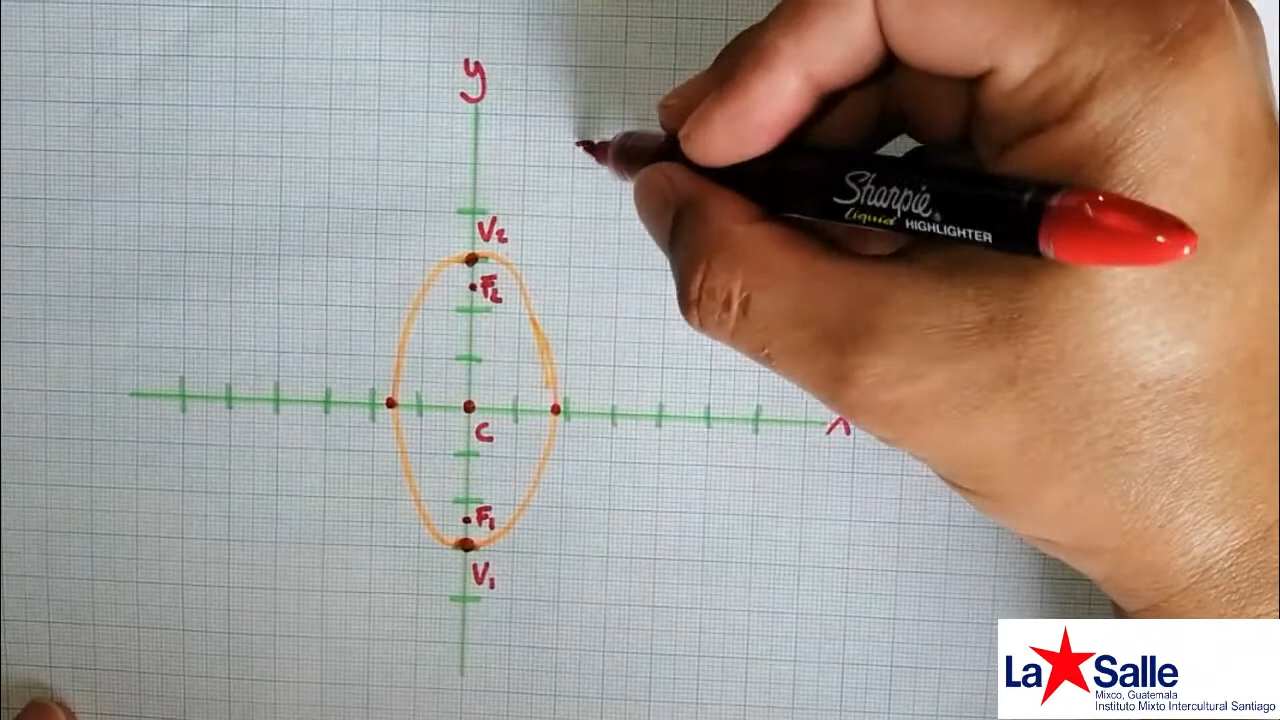 y
V₂
F₂
C
F₁
V₁
Sharpie®
liquid HIGHLIGHTER
La Salle
Mixco, Guatemala
Instituto Mixto Intercultural Santiago